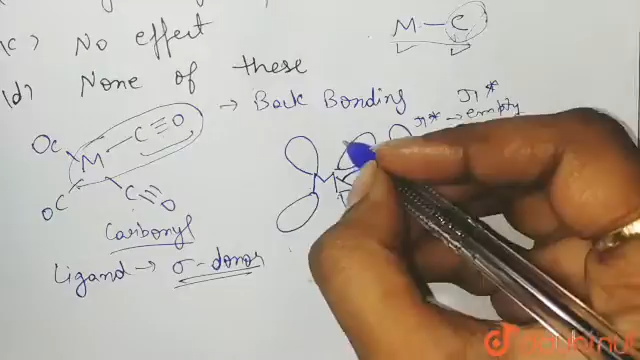 (c) No effect
M - C
(d) None of these
→ Back Bonding
π*
π* → empty
OC
M - C≡O
OC
C≡O
M
Carbonyl
Ligand → σ-donor